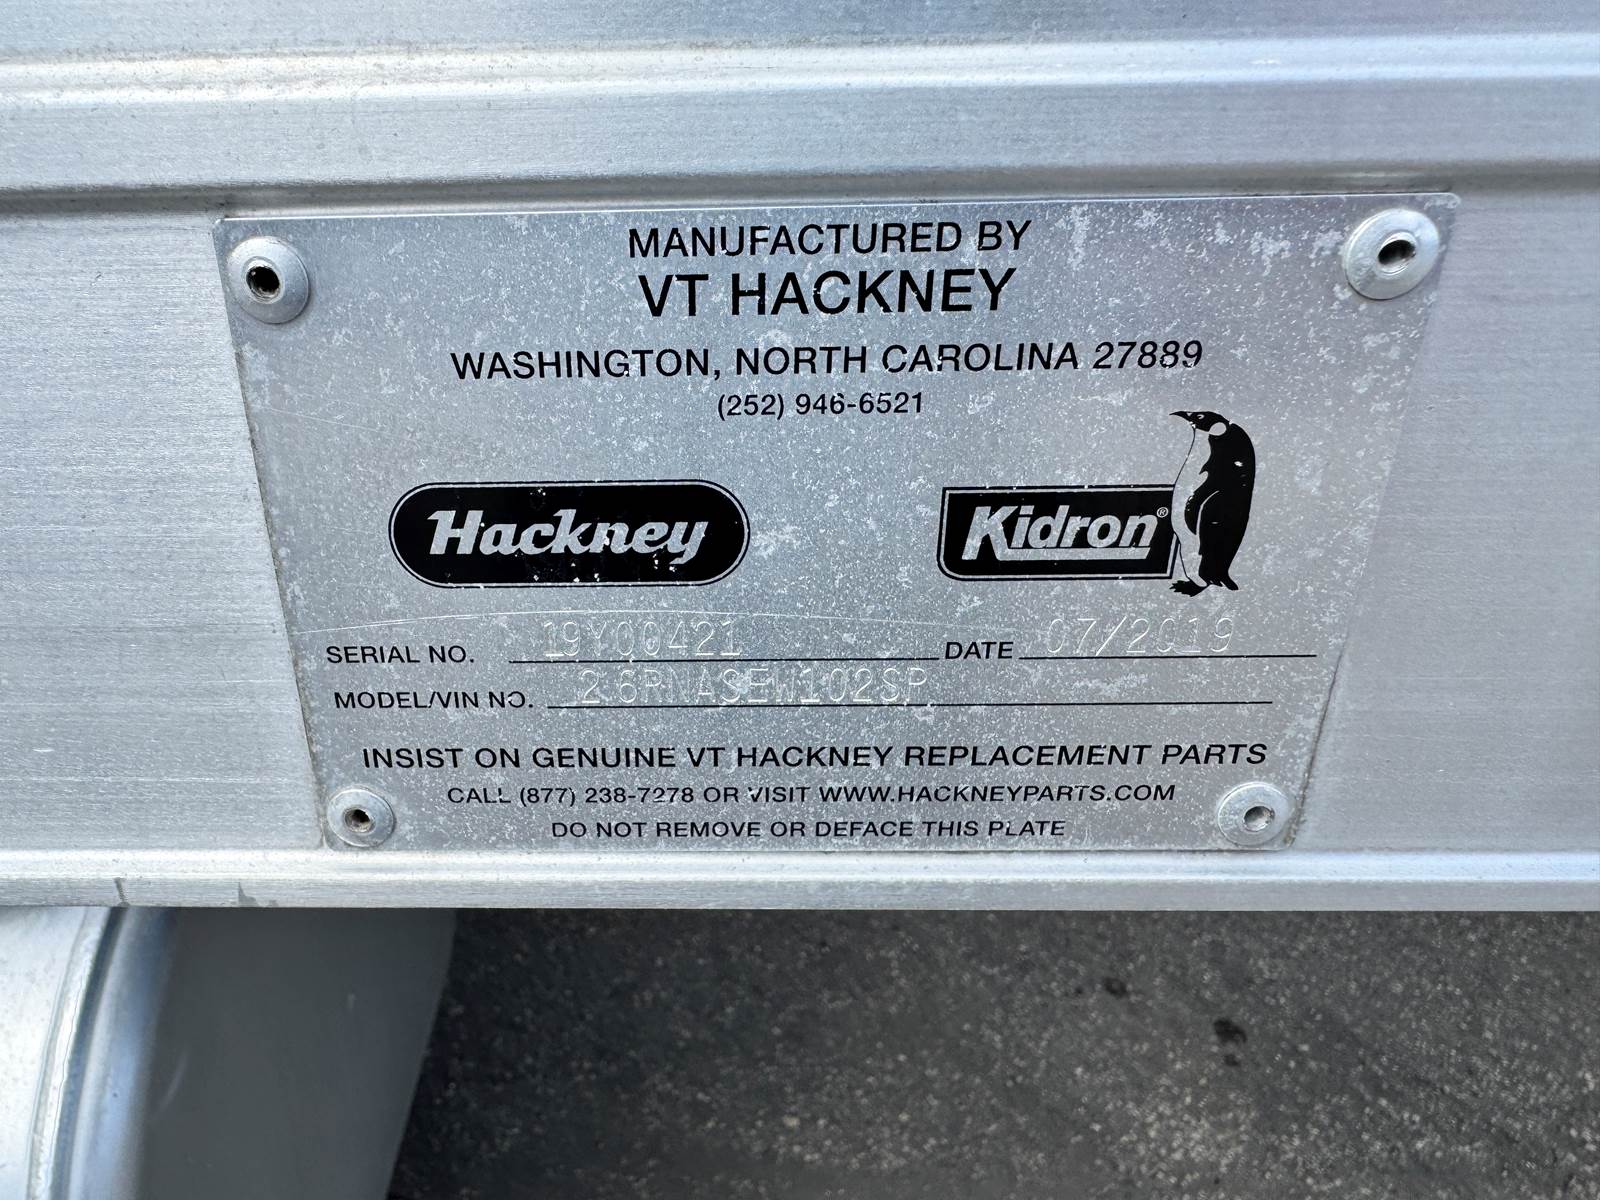 MANUFACTURED BY
VT HACKNEY
WASHINGTON, NORTH CAROLINA 27889
(252) 946-6521
Hackney
Kidron®
SERIAL NO. 19Y00421 DATE 07/2019
MODEL/VIN NO. 26RNASEW102SP
INSIST ON GENUINE VT HACKNEY REPLACEMENT PARTS
CALL (877) 238-7278 OR VISIT WWW.HACKNEYPARTS.COM
DO NOT REMOVE OR DEFACE THIS PLATE